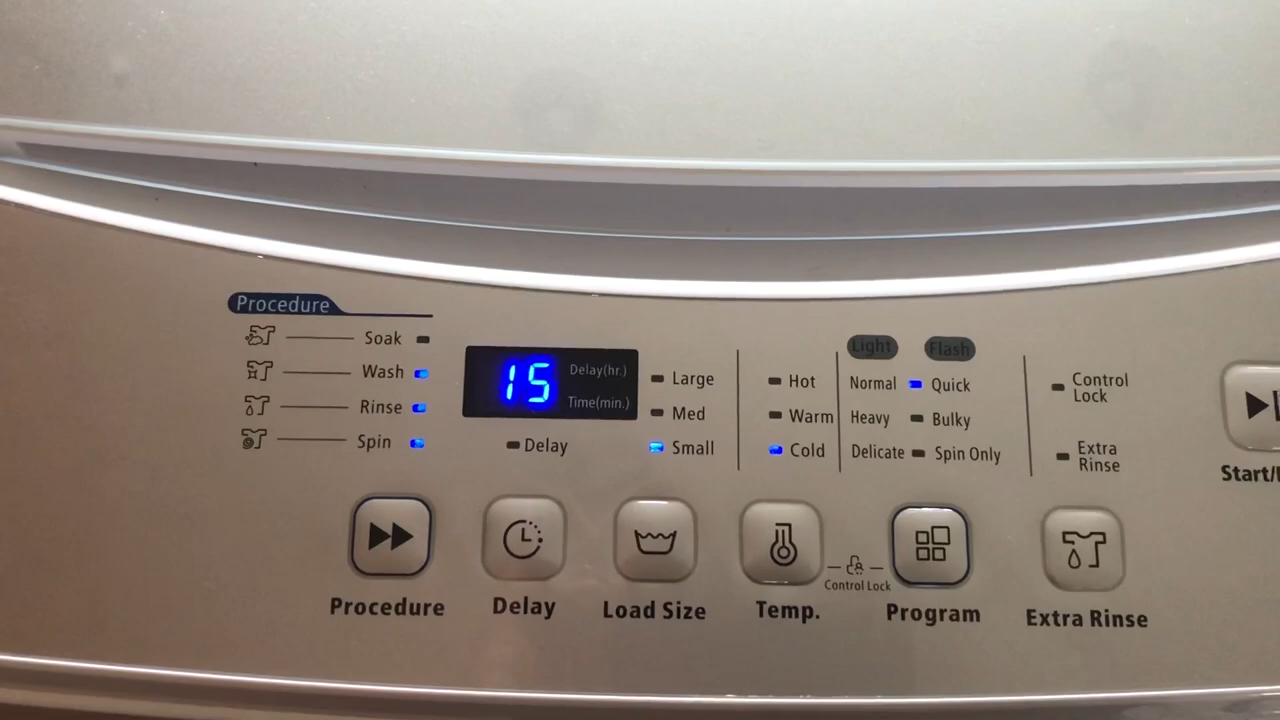 Procedure
Soak
Wash
Rinse
Spin
15
Delay(hr.)
Time(min.)
Delay
Large
Med
Small
Hot
Warm
Cold
Light Flash
Normal Quick
Heavy Bulky
Delicate Spin Only
Control
Lock
Extra
Rinse
Control Lock
Procedure
Delay
Load Size
Temp.
Program
Extra Rinse